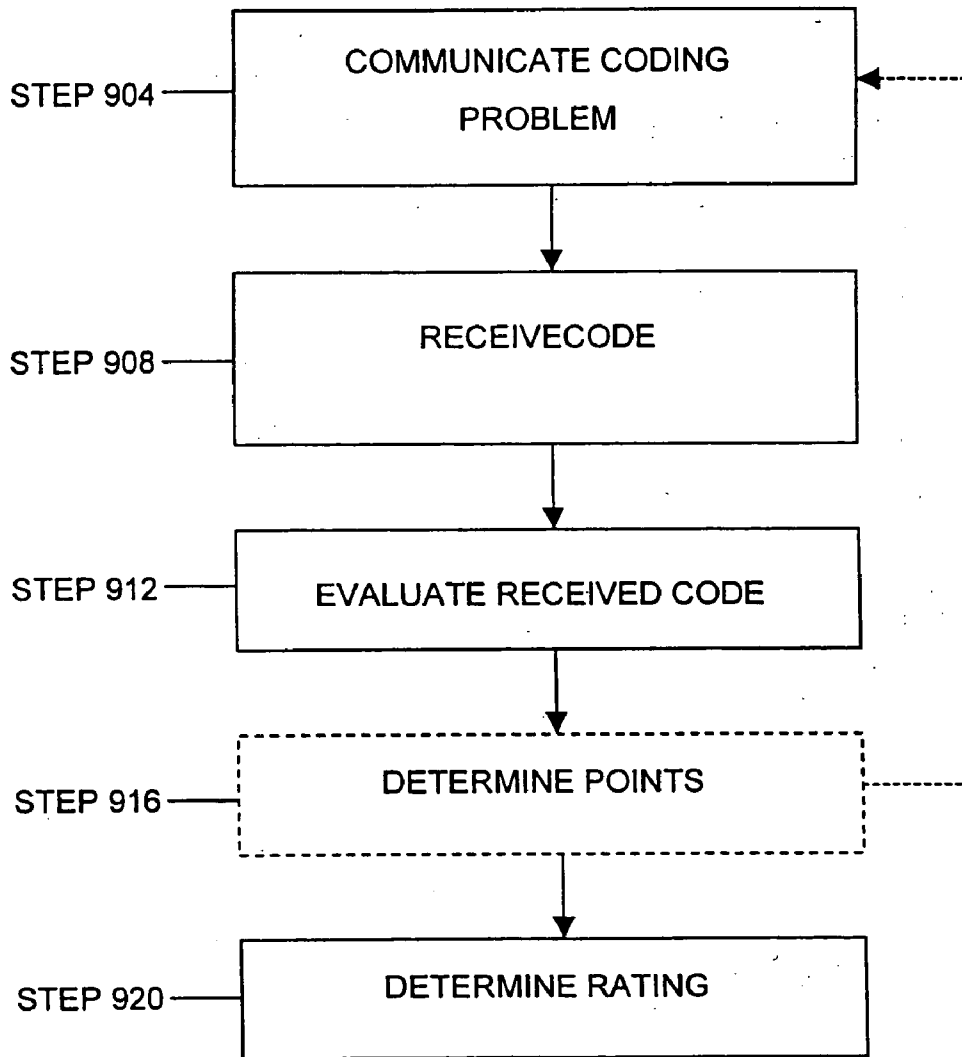 COMMUNICATE CODING
PROBLEM
STEP 904
RECEIVECODE
STEP 908
EVALUATE RECEIVED CODE
STEP 912
DETERMINE POINTS
STEP 916
DETERMINE RATING
STEP 920